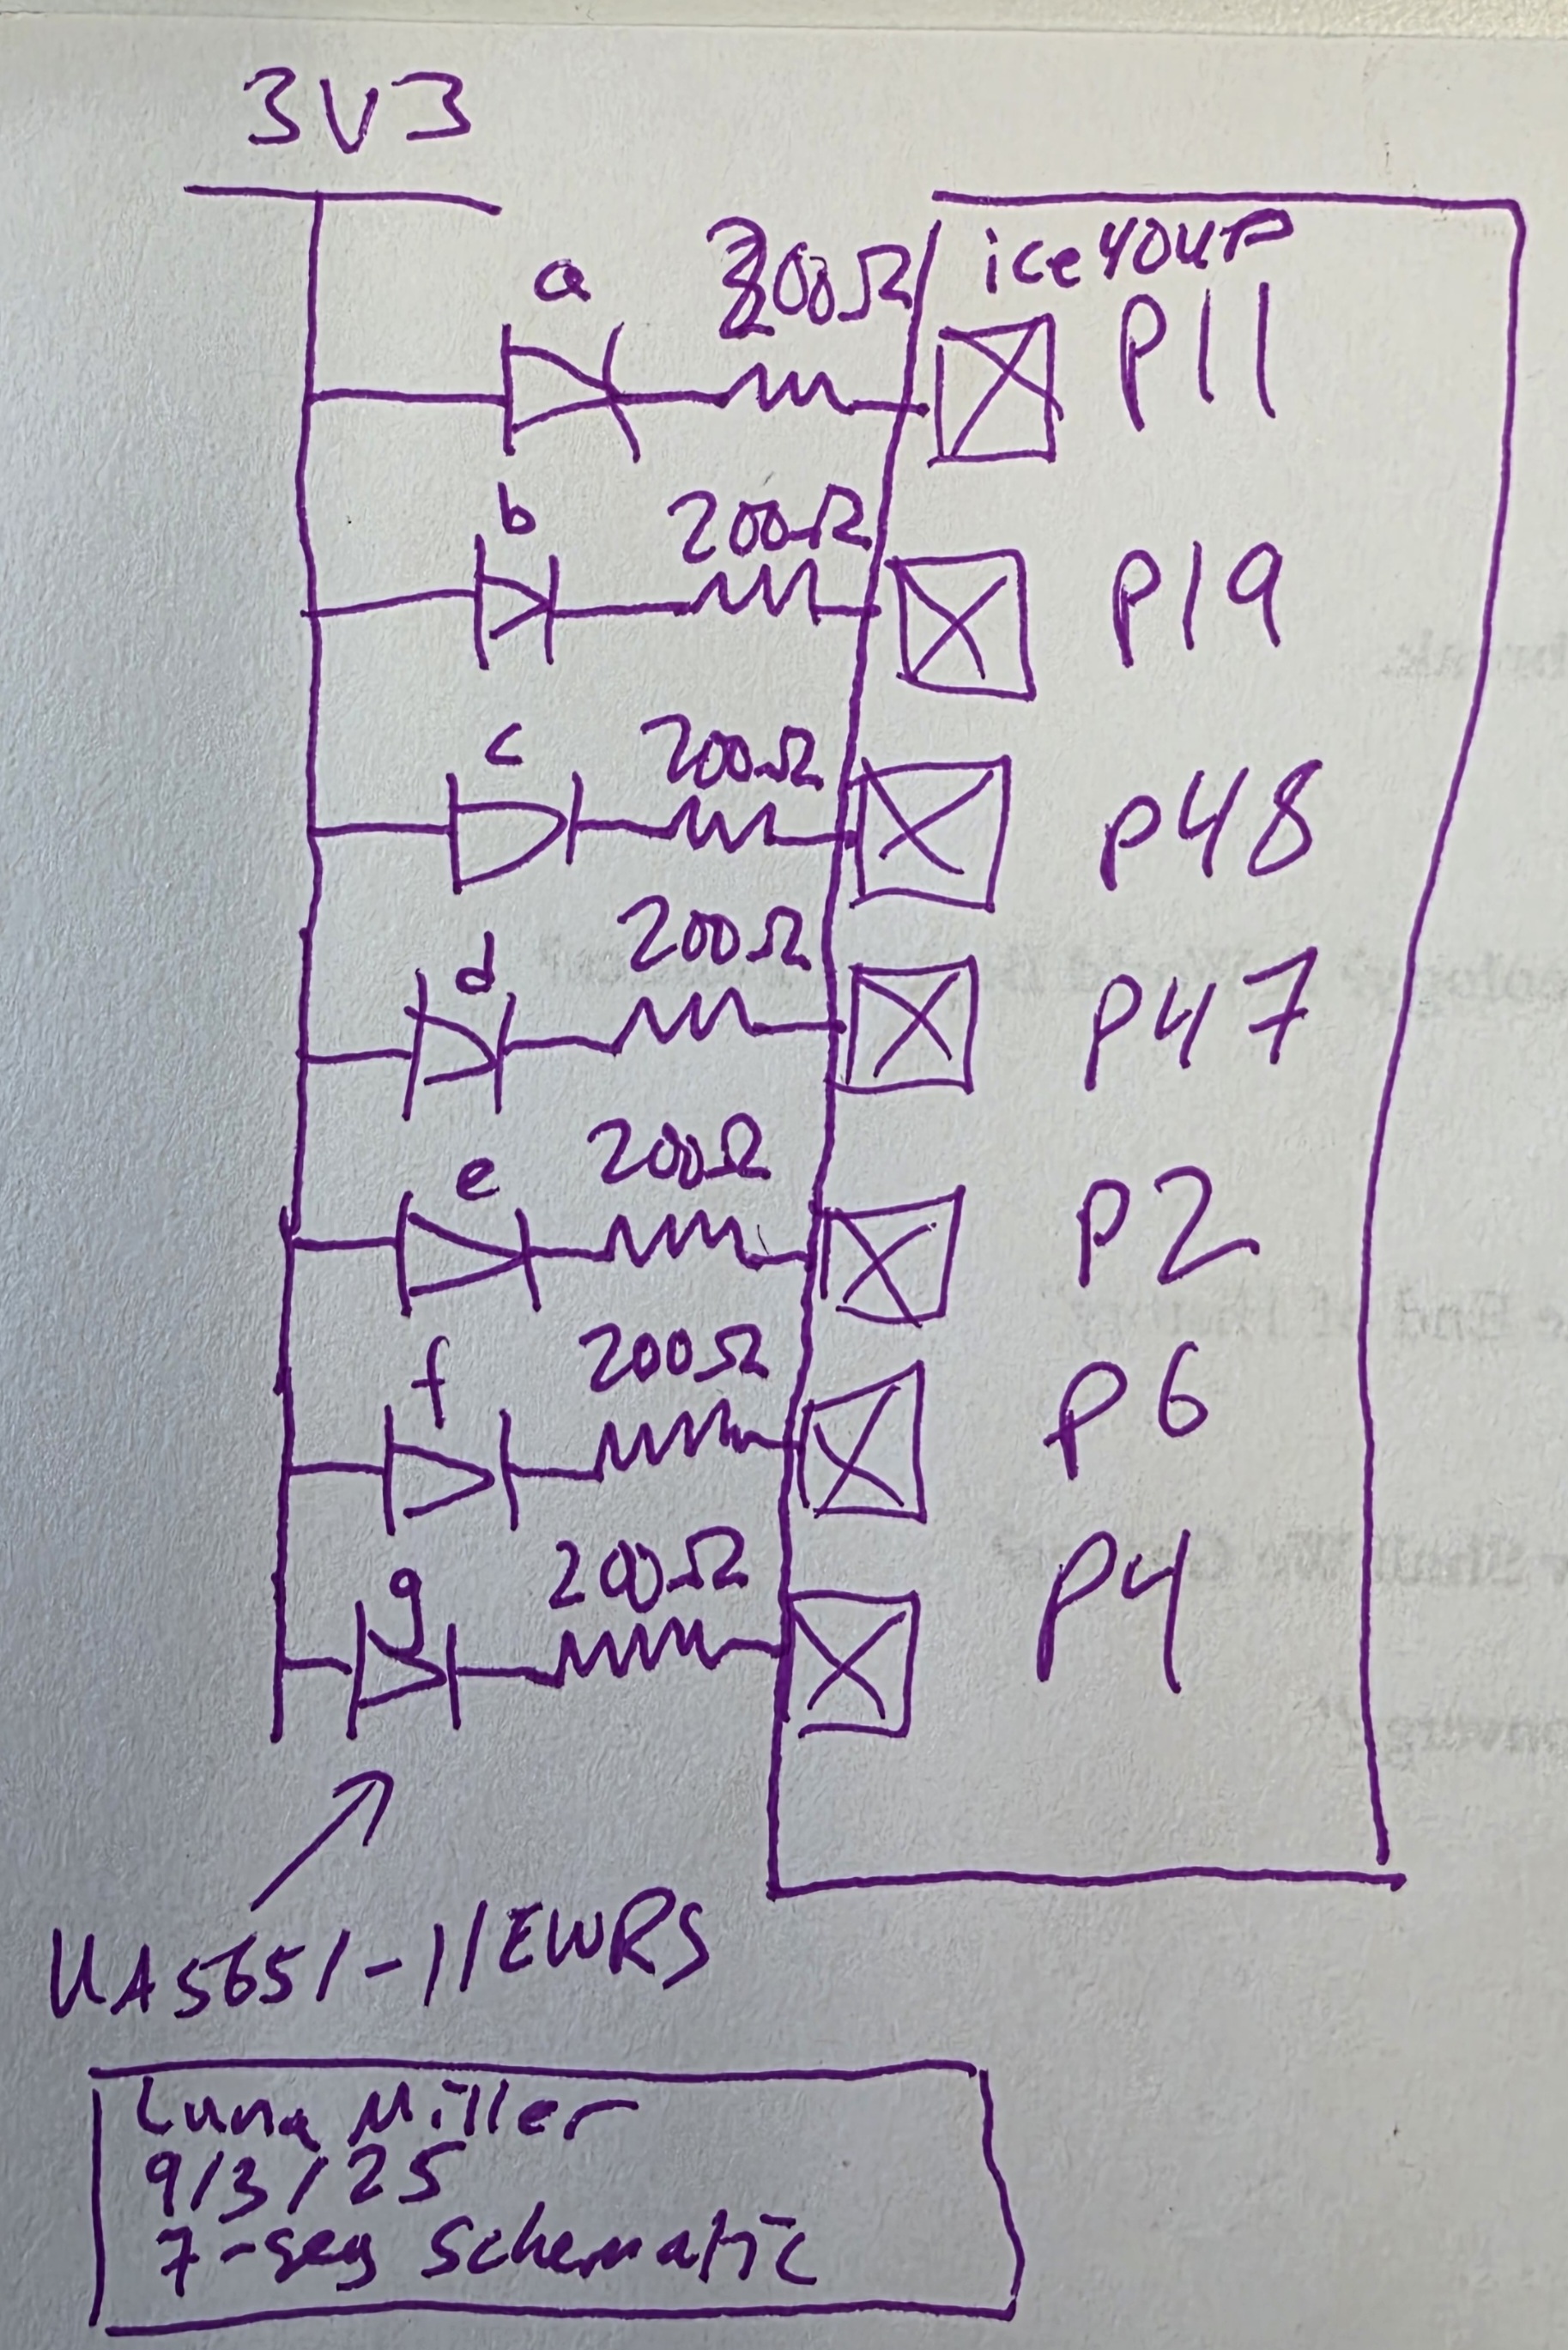 3V3
ice40UP
a 200Ω P11
b 200Ω P19
c 200Ω P48
d 200Ω P47
e 200Ω P2
f 200Ω P6
g 200Ω P4
UA5651-11EWRS
Luna Miller
9/3/25
7-seg Schematic